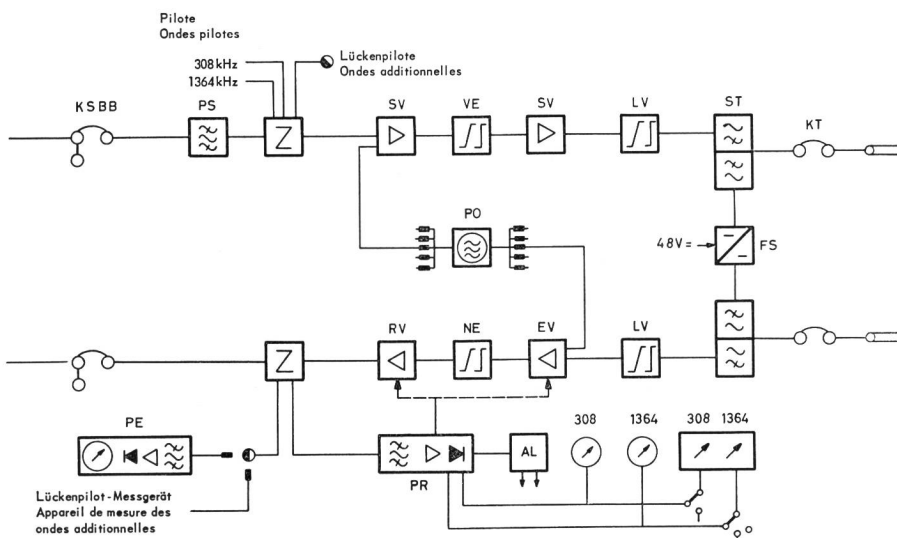 Pilote
Ondes pilotes
308 kHz
1364 kHz
Lückenpilote
Ondes additionnelles
KSBB
PS
Z
SV
VE
SV
LV
ST
KT
PO
48V=
FS
RV
NE
EV
LV
Z
PE
308
1364
308 1364
AL
PR
Lückenpilot-Messgerät
Appareil de mesure des
ondes additionnelles